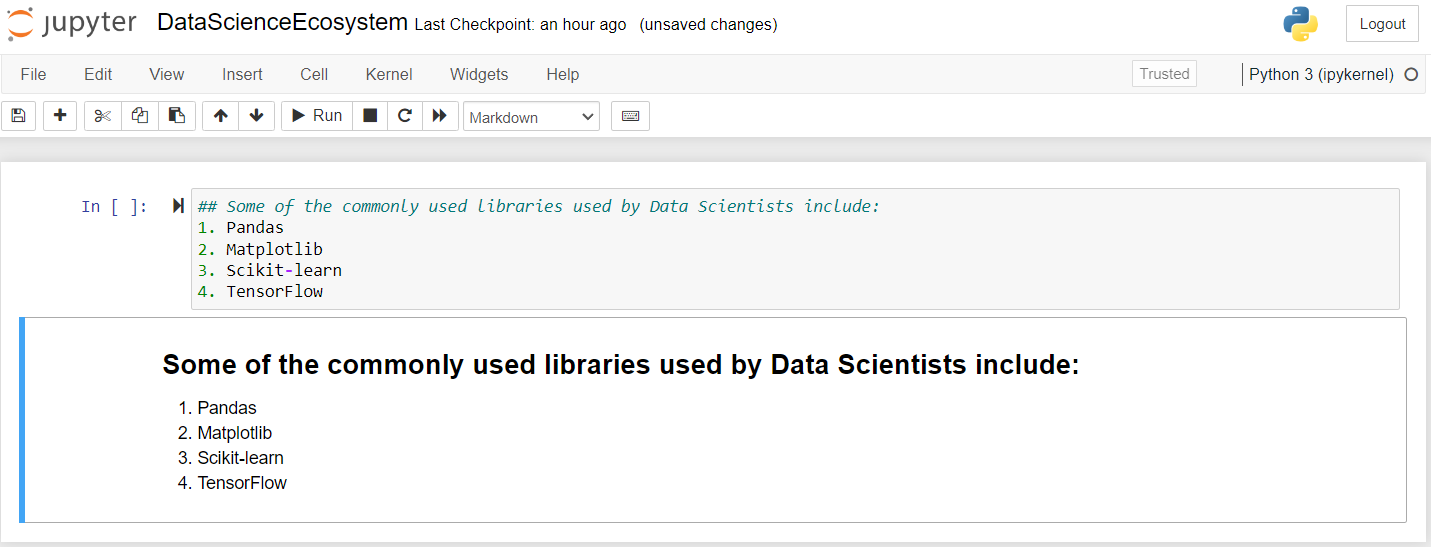 jupyter DataScienceEcosystem Last Checkpoint: an hour ago (unsaved changes) Logout
File Edit View Insert Cell Kernel Widgets Help Trusted Python 3 (ipykernel)
Run Markdown
In [ ]: ## Some of the commonly used libraries used by Data Scientists include:
1. Pandas
2. Matplotlib
3. Scikit-learn
4. TensorFlow
Some of the commonly used libraries used by Data Scientists include:
1. Pandas
2. Matplotlib
3. Scikit-learn
4. TensorFlow